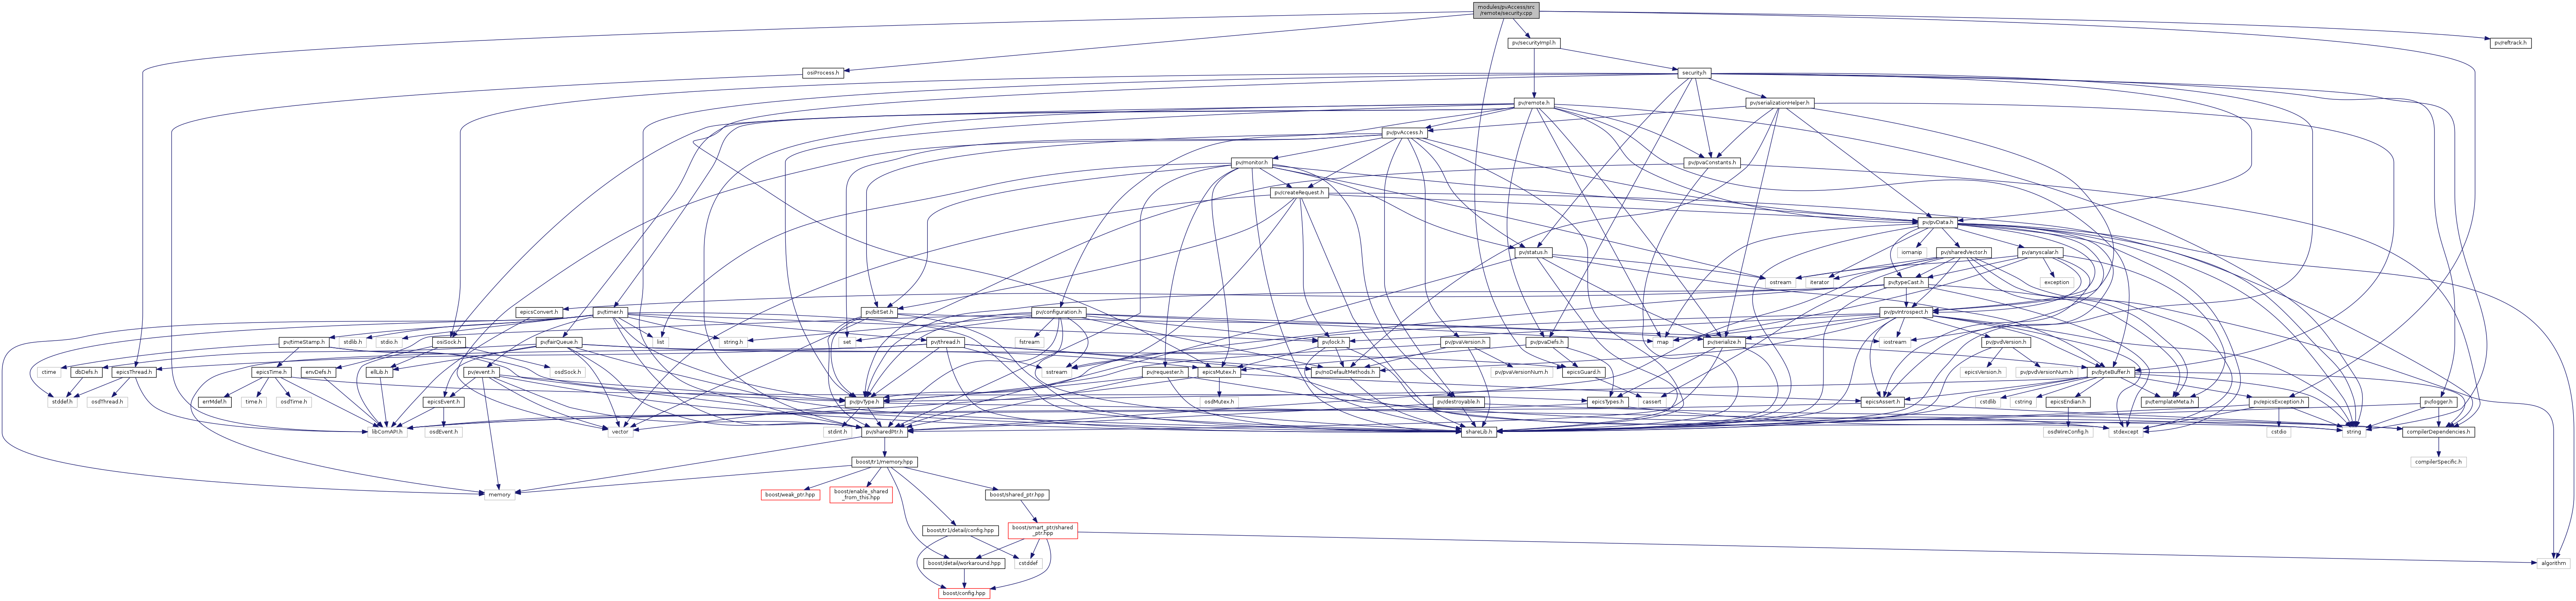 modules/pvAccess/src
/remote/security.cpp
pv/securityImpl.h
pv/reftrack.h
osiProcess.h
security.h
pv/remote.h
pv/serializationHelper.h
pv/pvAccess.h
pv/monitor.h
pv/pvaConstants.h
pv/createRequest.h
pv/pvData.h
pv/status.h
iomanip
pv/sharedVector.h
pv/anyscalar.h
ostream
iterator
pv/typeCast.h
exception
epicsConvert.h
pv/timer.h
pv/bitSet.h
pv/configuration.h
pv/pvIntrospect.h
pv/timeStamp.h
stdlib.h
stdio.h
list
string.h
set
fstream
osiSock.h
pv/fairQueue.h
pv/thread.h
pv/lock.h
pv/pvaVersion.h
pv/pvaDefs.h
map
pv/serialize.h
iostream
pv/pvdVersion.h
ctime
epicsTime.h
dbDefs.h
epicsThread.h
envDefs.h
ellLib.h
pv/event.h
osdSock.h
sstream
epicsMutex.h
pv/requester.h
pv/noDefaultMethods.h
pv/pvaVersionNum.h
epicsGuard.h
epicsVersion.h
pv/pvdVersionNum.h
pv/byteBuffer.h
stddef.h
osdThread.h
errMdef.h
time.h
osdTime.h
epicsEvent.h
pv/pvType.h
osdMutex.h
pv/destroyable.h
epicsTypes.h
cassert
epicsAssert.h
cstdlib
cstring
epicsEndian.h
pv/templateMeta.h
pv/epicsException.h
pv/logger.h
libComAPI.h
osdEvent.h
vector
stdint.h
pv/sharedPtr.h
shareLib.h
osdWireConfig.h
stdexcept
cstdio
string
compilerDependencies.h
boost/tr1/memory.hpp
compilerSpecific.h
memory
boost/weak_ptr.hpp
boost/enable_shared
_from_this.hpp
boost/shared_ptr.hpp
boost/tr1/detail/config.hpp
boost/smart_ptr/shared
_ptr.hpp
boost/detail/workaround.hpp
cstddef
algorithm
boost/config.hpp